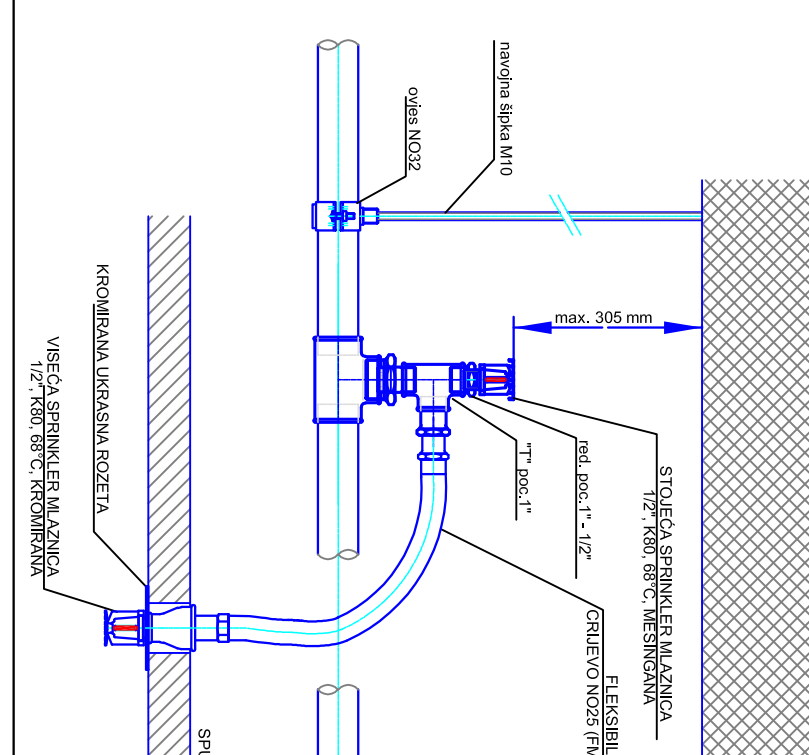 navojna šipka M10
ovjes NO32
max. 305 mm
STOJEĆA SPRINKLER MLAZNICA
1/2", K80, 68°C, MESINGANA
red. poc.1" - 1/2"
"T" poc.1"
CRIJEVO NO25
KROMIRANA UKRASNA ROZETA
VISEĆA SPRINKLER MLAZNICA
1/2", K80, 68°C, KROMIRANA